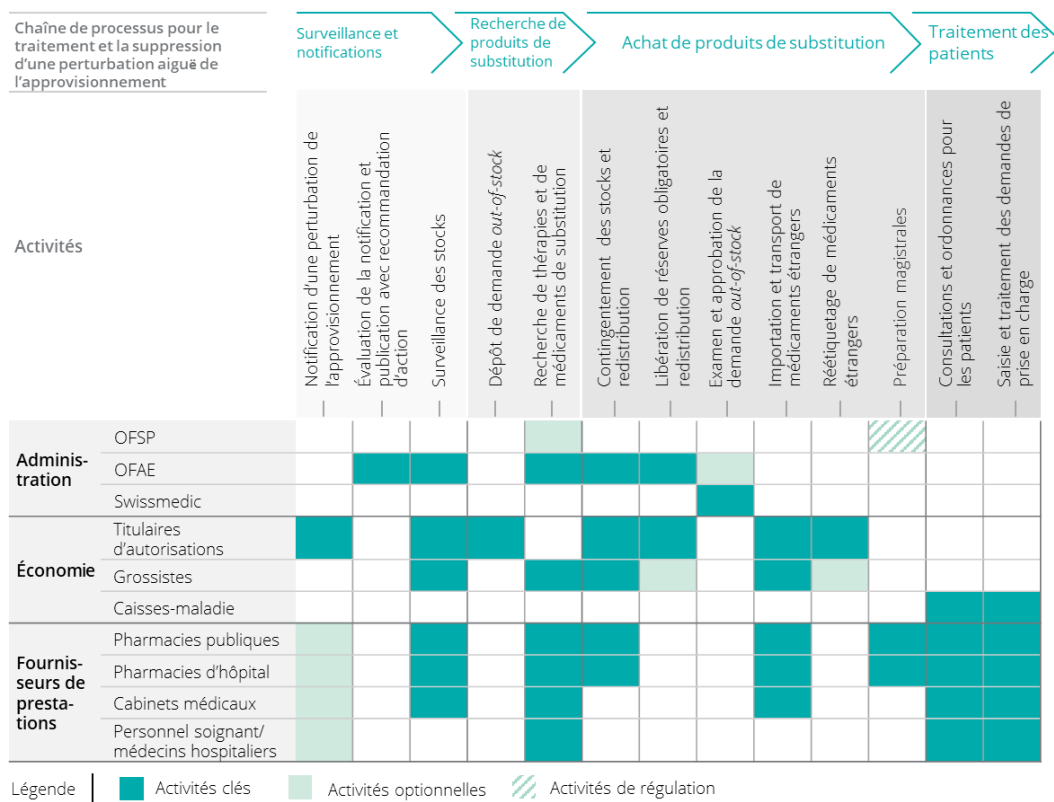 Chaîne de processus pour le
traitement et la suppression
d'une perturbation aiguë de
l'approvisionnement
Surveillance et
notifications
Recherche de
produits de
substitution
Achat de produits de substitution
Traitement des
patients
Activités
Notification d'une perturbation de
l'approvisionnement
Évaluation de la notification et
publication avec recommandation
d'action
Surveillance des stocks
Dépôt de demande out-of-stock
Recherche de thérapies et de
médicaments de substitution
Contingentement des stocks et
redistribution
Libération de réserves obligatoires et
redistribution
Examen et approbation de la
demande out-of-stock
Importation et transport de
médicaments étrangers
Réétiquetage de médicaments
étrangers
Préparation magistrales
Consultations et ordonnances pour
les patients
Saisie et traitement des demandes de
prise en charge
Adminis-
tration
OFSP
OFAE
Swissmedic
Économie
Titulaires
d'autorisations
Grossistes
Caisses-maladie
Fournis-
seurs de
presta-
tions
Pharmacies publiques
Pharmacies d'hôpital
Cabinets médicaux
Personnel soignant/
médecins hospitaliers
Légende
Activités clés
Activités optionnelles
Activités de régulation